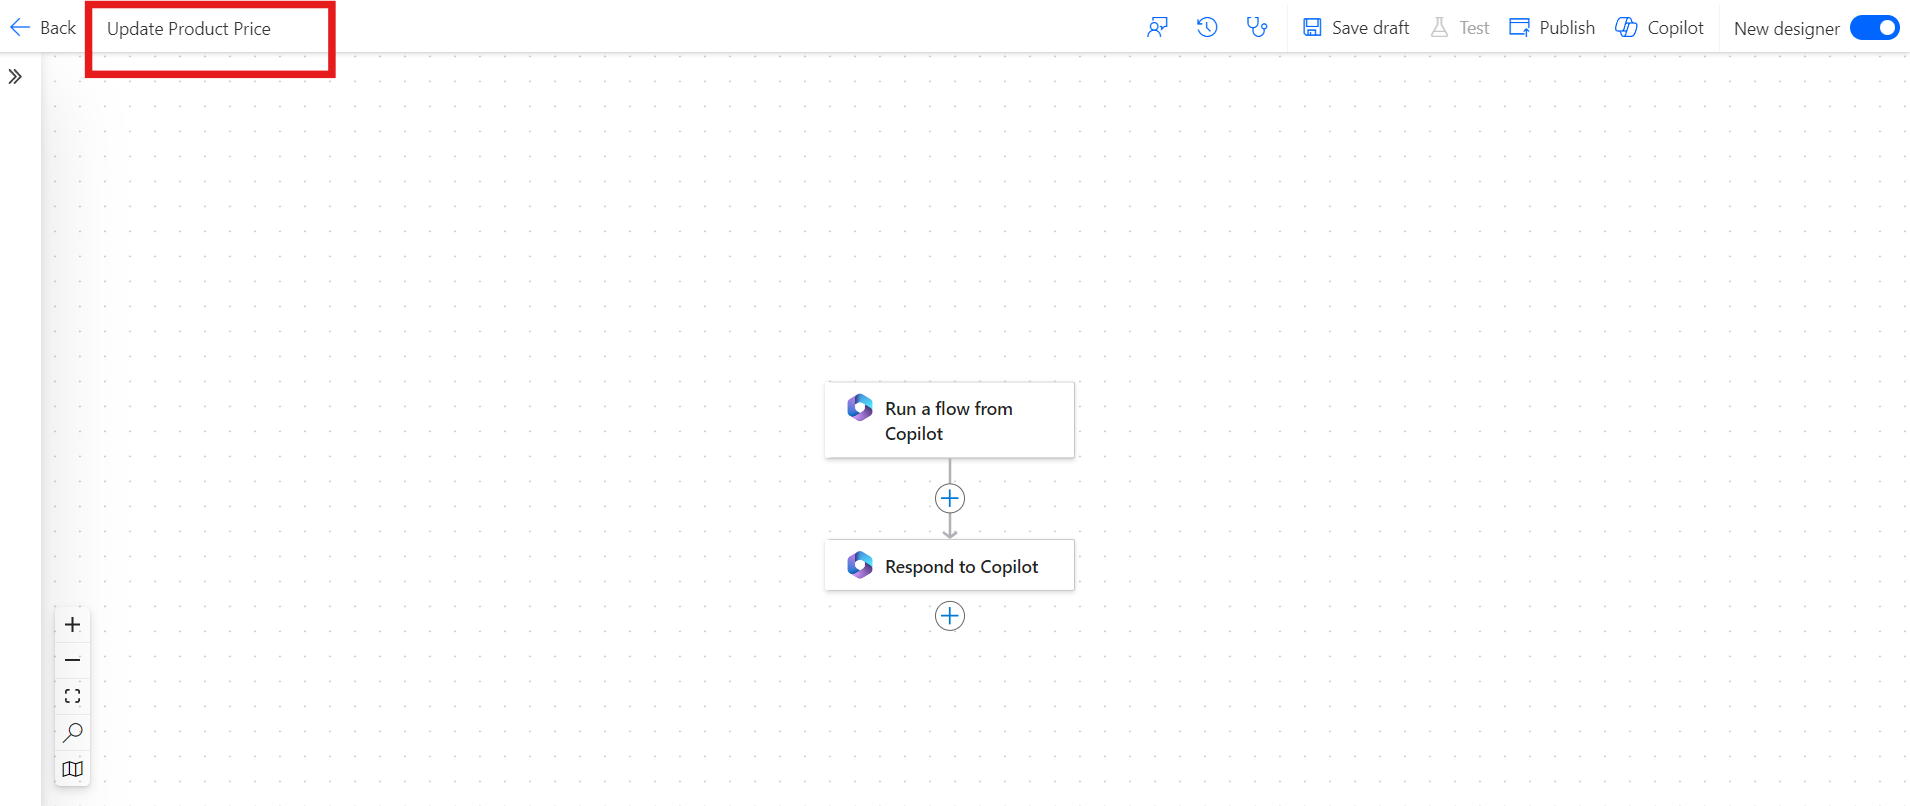 Back
Update Product Price
Save draft
Test
Publish
Copilot
New designer
Run a flow from
Copilot
Respond to Copilot